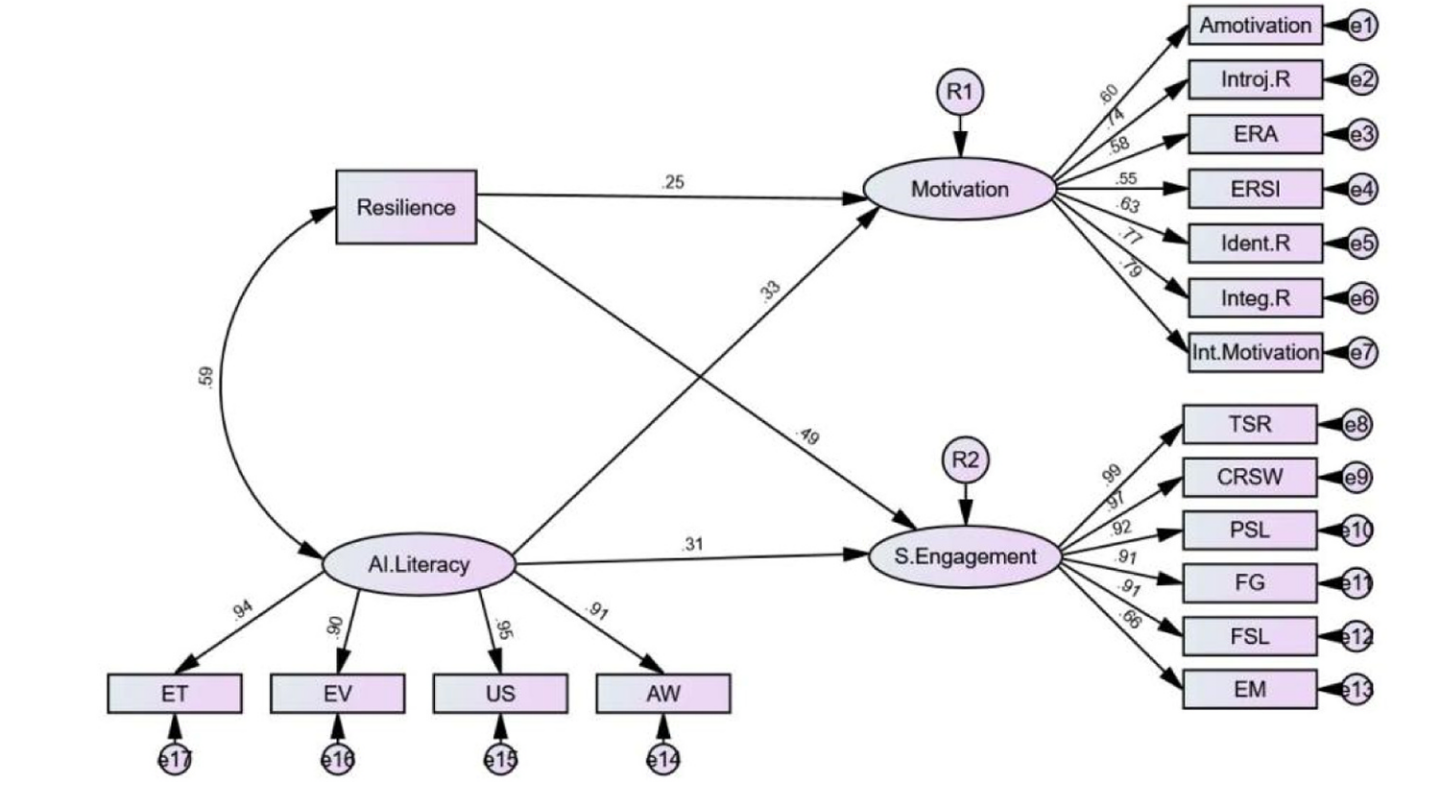 Amotivation e1
.60
Introj.R e2
.74
R1
ERA e3
.58
Resilience
.25
Motivation
.55
ERSI e4
.63
Ident.R e5
.77
Integ.R e6
.79
Int.Motivation e7
.33
.59
.49
TSR e8
.99
R2
CRSW e9
.97
PSL e10
.92
AI.Literacy
.31
S.Engagement
.91
FG e11
.91
FSL e12
.66
EM e13
.94
.90
.95
.91
ET
EV
US
AW
e17
e16
e15
e14